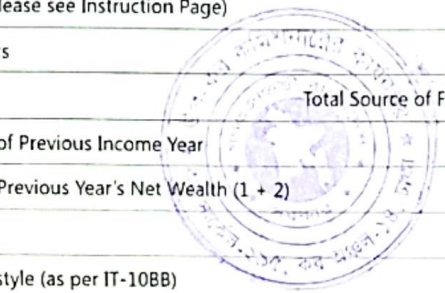 lease see Instruction Page)
s
Total Source of F
of Previous Income Year
Previous Year's Net Wealth (1 + 2)
style (as per IT-10BB)